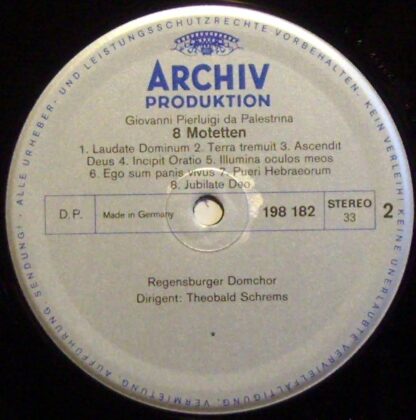 ALLE URHEBER- UND LEISTUNGSSCHUTZRECHTE VORBEHALTEN · KEIN VERLEIH! KEINE UNERLAUBTE VERVIELFÄLTIGUNG, VERMIETUNG, AUFFÜHRUNG, SENDUNG!
ARCHIV
PRODUKTION
Giovanni Pierluigi da Palestrina
8 Motetten
1. Laudate Dominum 2. Terra tremuit 3. Ascendit
Deus 4. Incipit Oratio 5. Illumina oculos meos
6. Ego sum panis vivus 7. Pueri Hebraeorum
8. Jubilate Deo
D.P.
Made in Germany
198 182
STEREO
33
2
Regensburger Domchor
Dirigent: Theobald Schrems
*